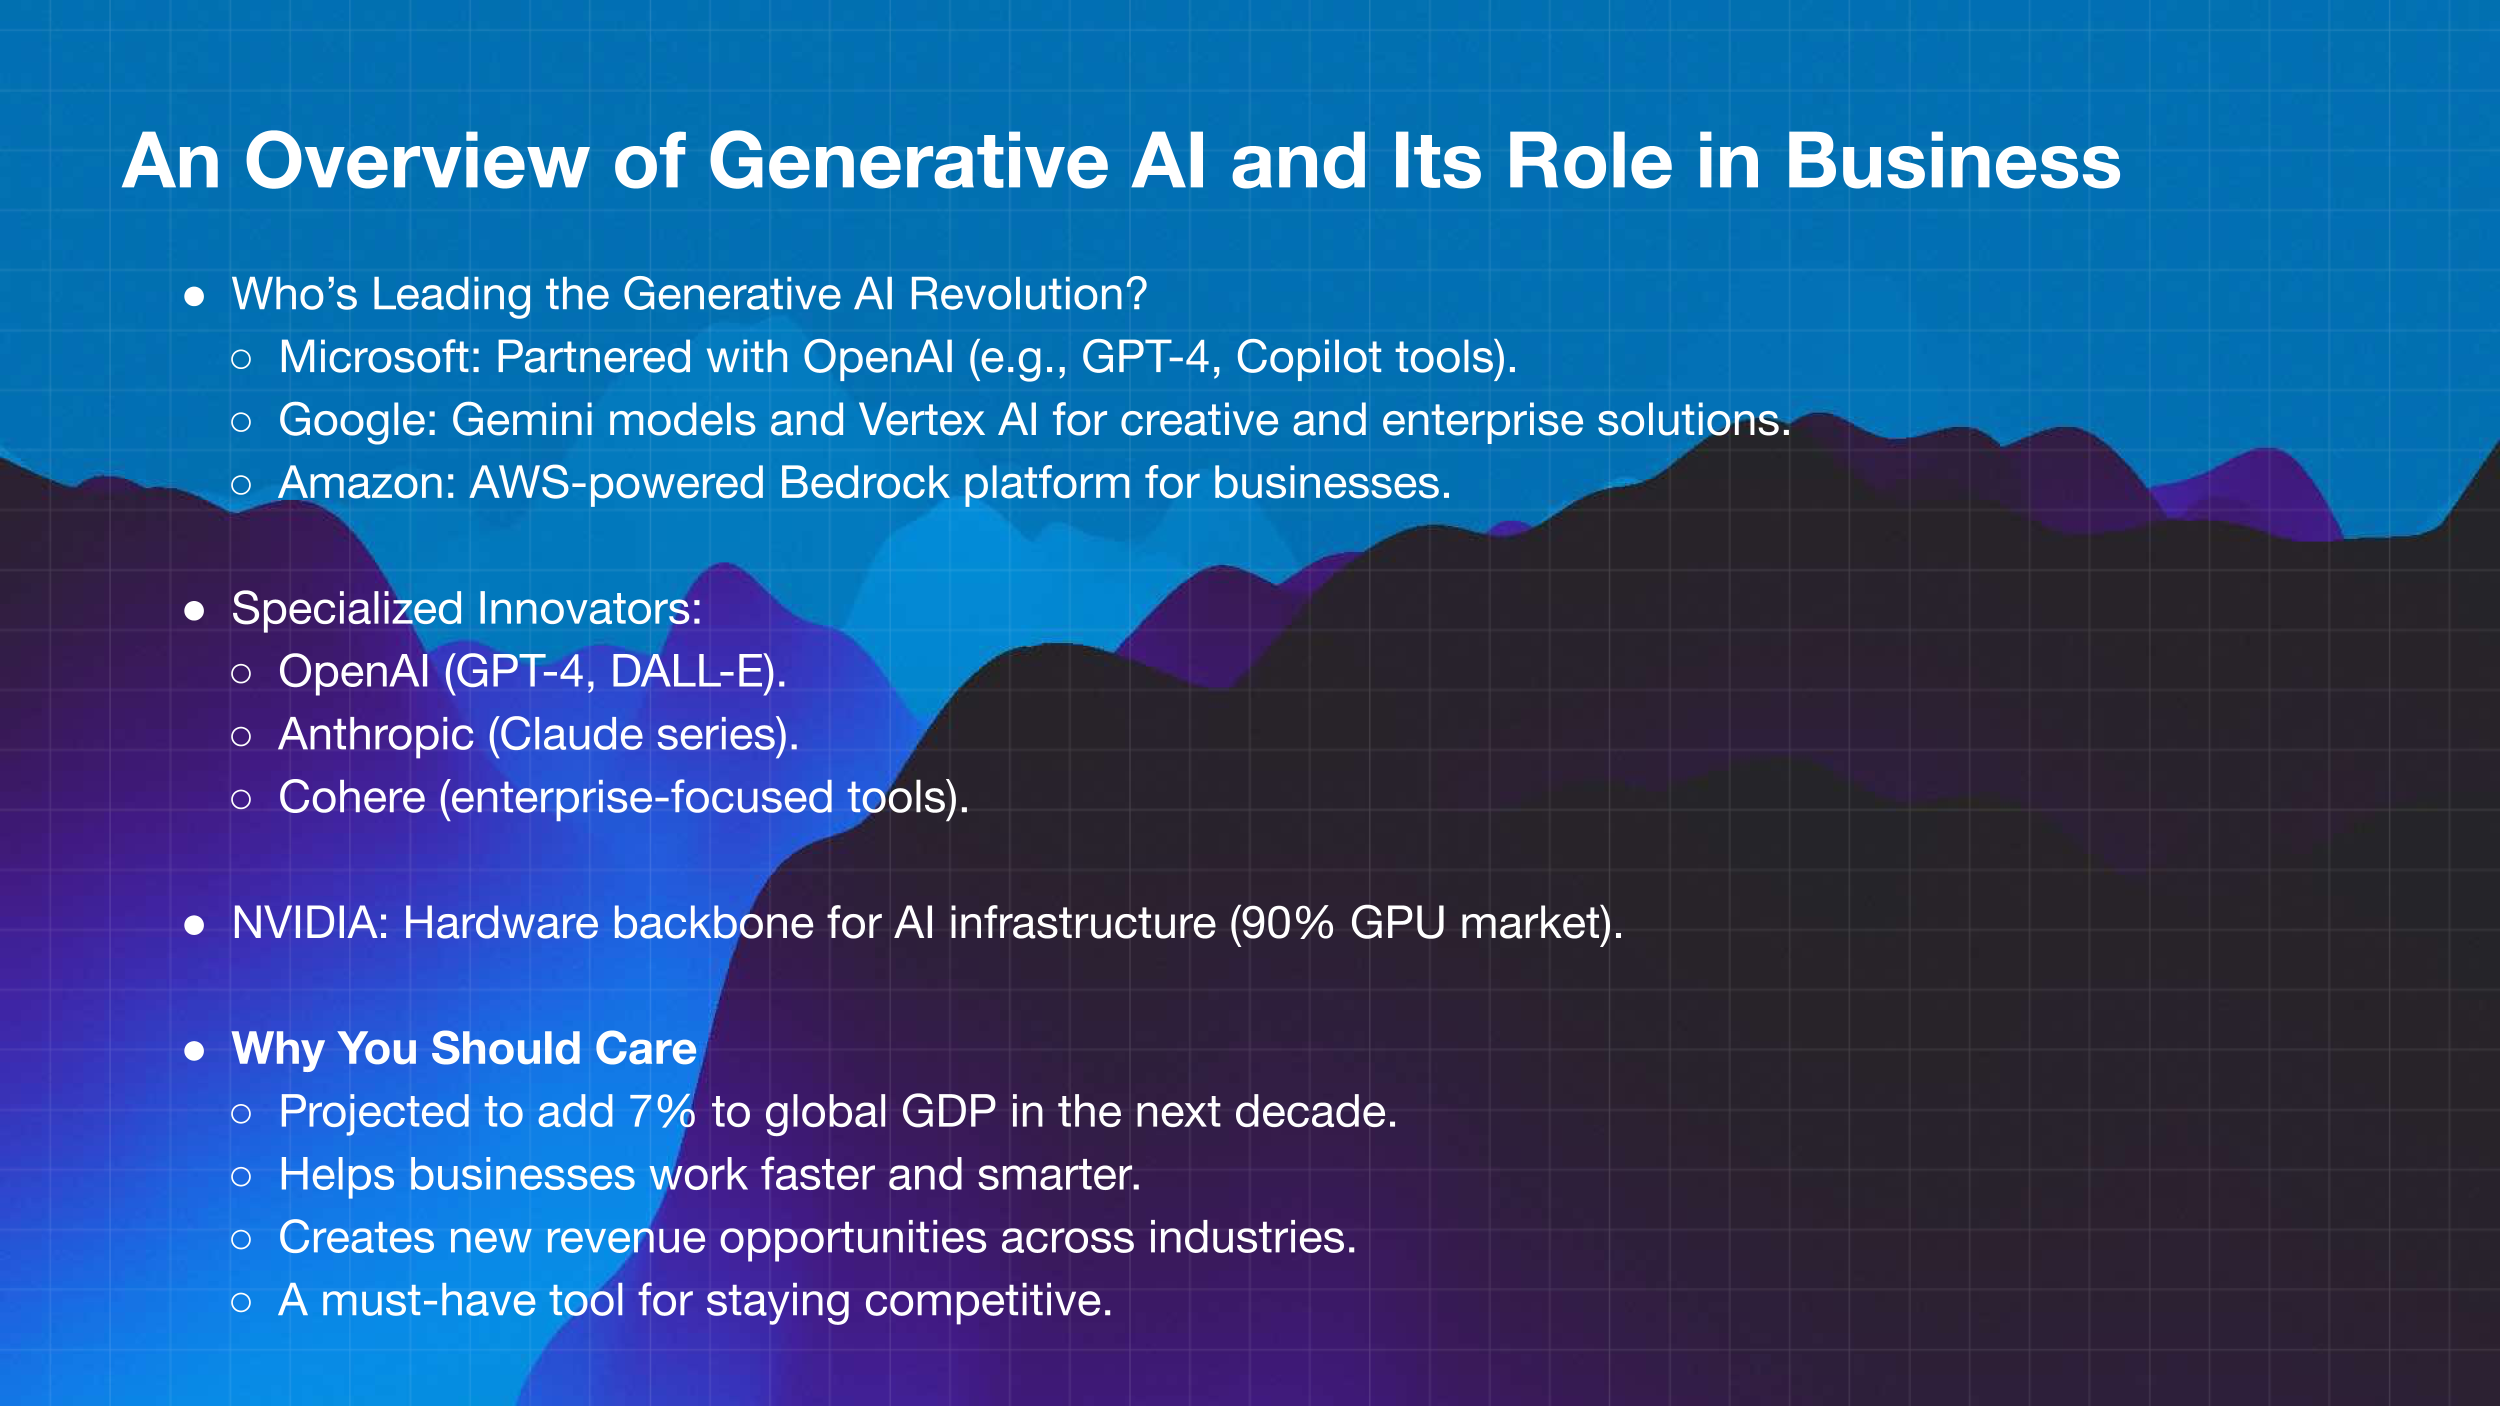 An Overview of Generative AI and Its Role in Business
● Who’s Leading the Generative AI Revolution?
○ Microsoft: Partnered with OpenAI (e.g., GPT-4, Copilot tools).
○ Google: Gemini models and Vertex AI for creative and enterprise solutions.
○ Amazon: AWS-powered Bedrock platform for businesses.
● Specialized Innovators:
○ OpenAI (GPT-4, DALL-E).
○ Anthropic (Claude series).
○ Cohere (enterprise-focused tools).
● NVIDIA: Hardware backbone for AI infrastructure (90% GPU market).
● Why You Should Care
○ Projected to add 7% to global GDP in the next decade.
○ Helps businesses work faster and smarter.
○ Creates new revenue opportunities across industries.
○ A must-have tool for staying competitive.